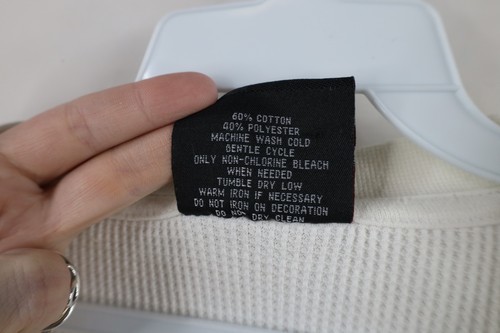 60% COTTON
40% POLYESTER
MACHINE WASH COLD
GENTLE CYCLE
ONLY NON-CHLORINE BLEACH
WHEN NEEDED
TUMBLE DRY LOW
WARM IRON IF NECESSARY
DO NOT IRON ON DECORATION
DO NOT DRY CLEAN